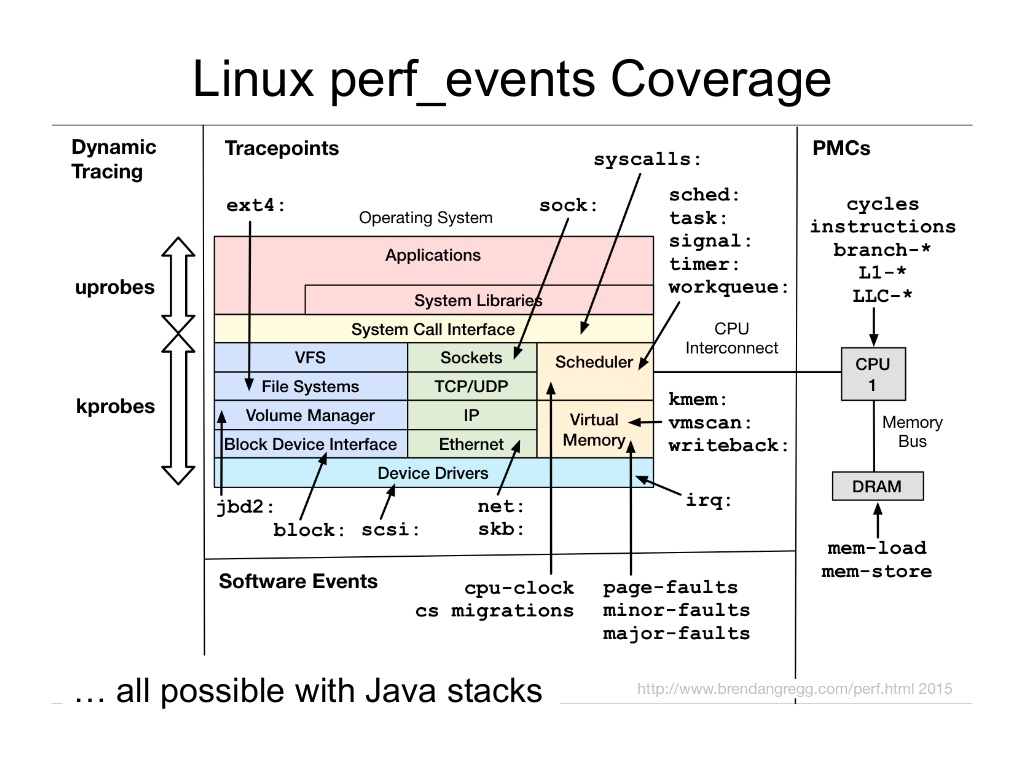 Linux perf_events Coverage
Dynamic
Tracing
Tracepoints
PMCs
syscalls:
ext4:
Operating System
sock:
sched:
task:
signal:
timer:
workqueue:
cycles
instructions
branch-*
L1-*
LLC-*
uprobes
kprobes
Applications
System Libraries
System Call Interface
VFS
Sockets
Scheduler
File Systems
TCP/UDP
Volume Manager
IP
Virtual
Memory
Block Device Interface
Ethernet
Device Drivers
CPU
Interconnect
CPU
1
kmem:
vmscan:
writeback:
Memory
Bus
DRAM
jbd2:
block:
scsi:
net:
skb:
irq:
mem-load
mem-store
Software Events
cpu-clock
cs migrations
page-faults
minor-faults
major-faults
… all possible with Java stacks
http://www.brendangregg.com/perf.html 2015